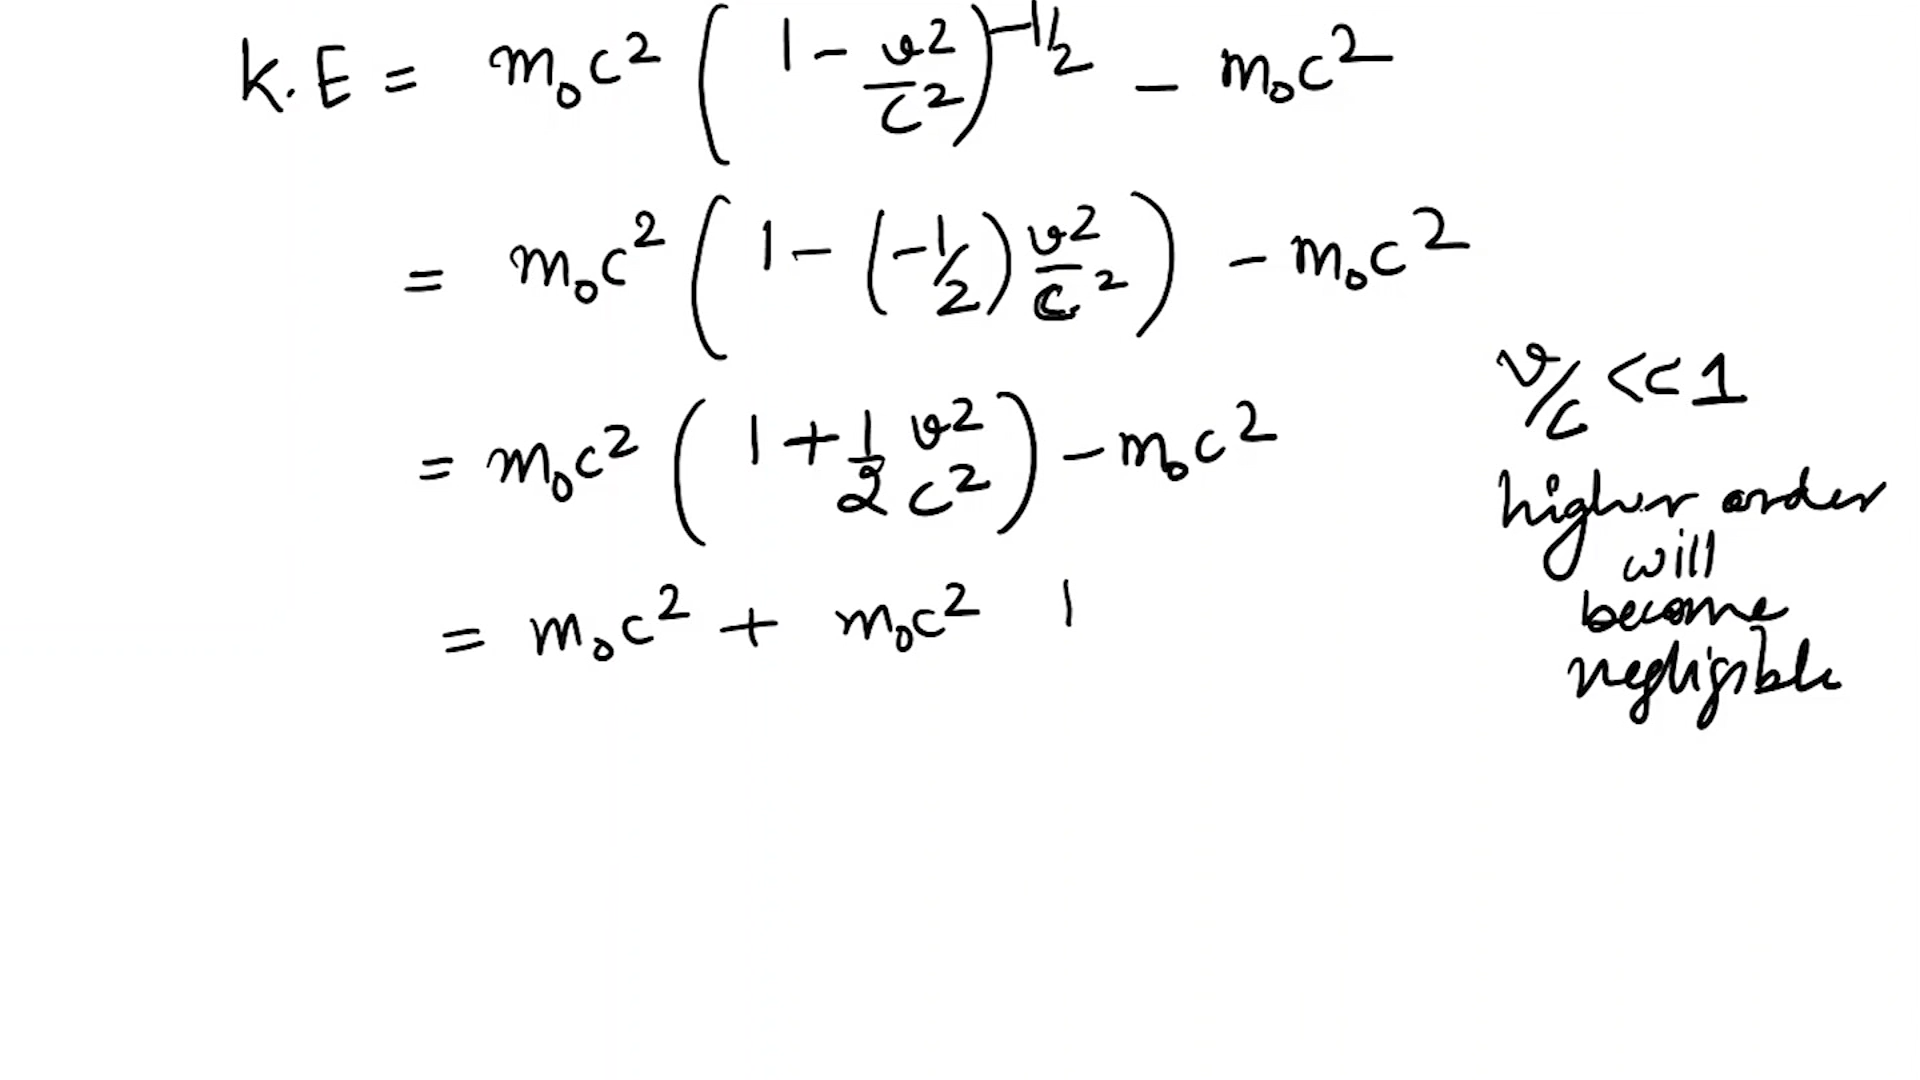 K.E = m₀c² (1 - v²/c²)^-1/2 - m₀c²
= m₀c² (1 - (-1/2) v²/c²) - m₀c²
= m₀c² (1 + 1/2 v²/c²) - m₀c²
= m₀c² + m₀c² 1
v/c << 1
higher order
will
become
negligible